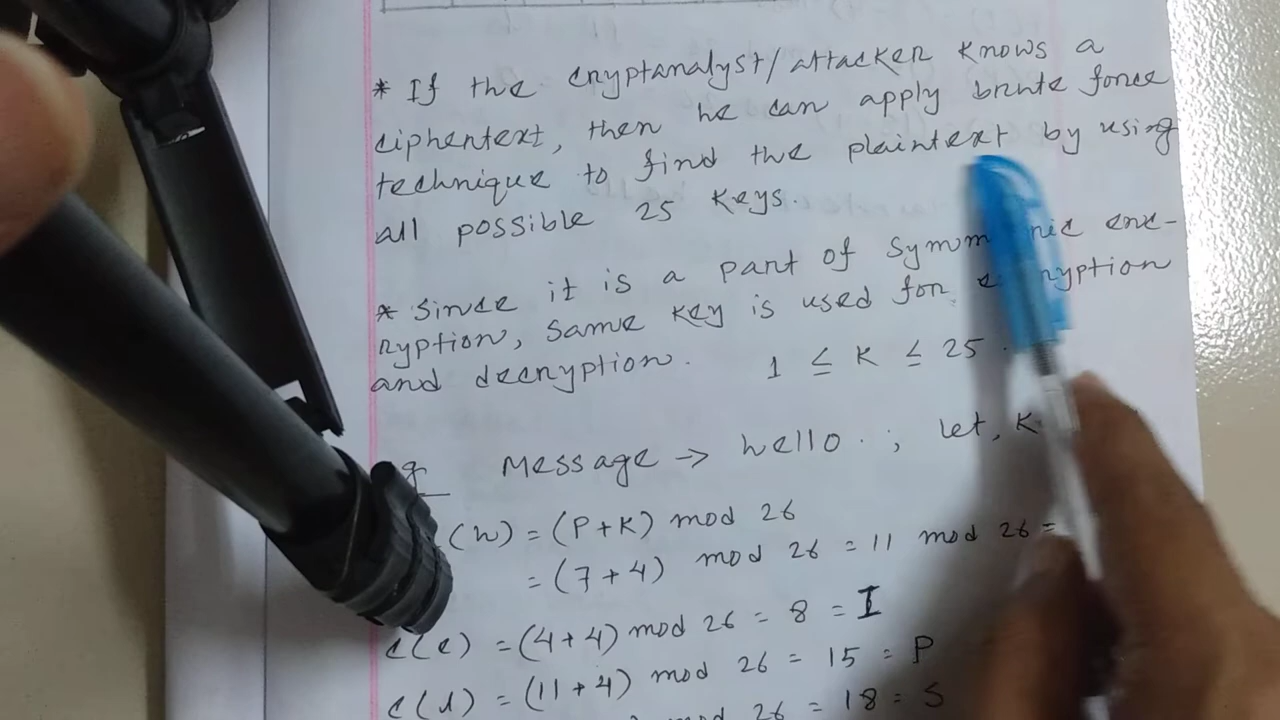 * If the cryptanalyst/attacker knows a
ciphertext, then he can apply brute force
technique to find the plaintext by using
all possible 25 keys.
* Since it is a part of enc-
ryption, same key is used for
and decryption. 1 ≤ K ≤ 25
Message → hello. ; let, K
(h) = (P+K) mod 26
= (7+4) mod 26 = 11 mod 26 =
c(e) = (4+4) mod 26 = 8 = I
c(l) = (11+4) mod 26 = 15 = P
mod 26 = 18 = S